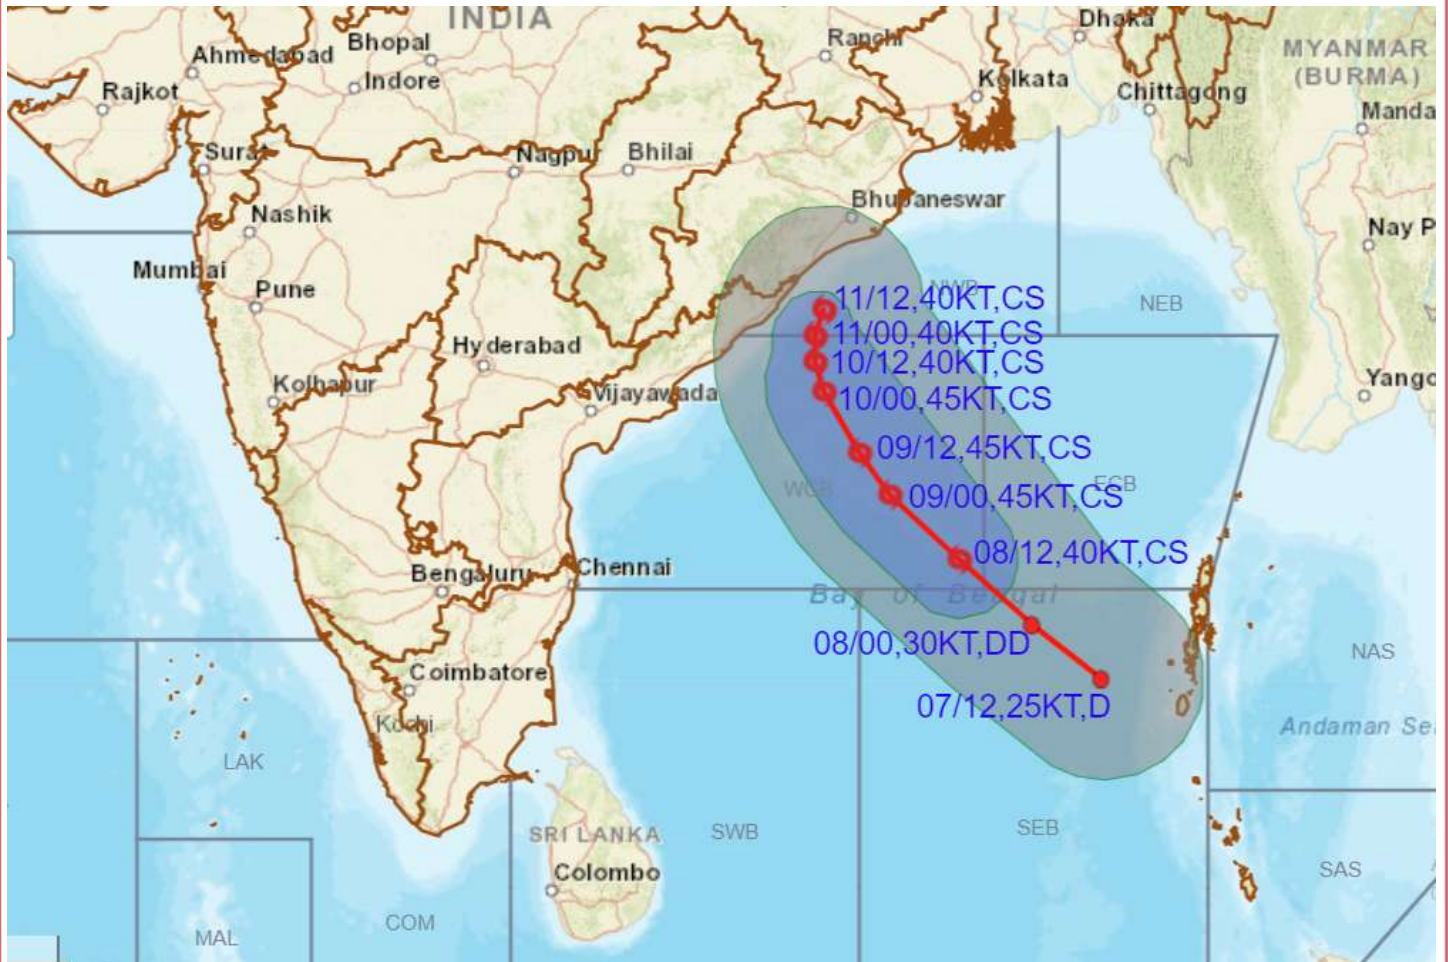 INDIA
Dhaka
Ranchi
Bhopal
Ahmedabad
MYANMAR
(BURMA)
Indore
Kolkata
Rajkot
Chittagong
Manda
Surat
Nagpu
Bhilai
Bhubaneswar
Nashik
Nay P
Mumbai
Pune
NWB
11/12,40KT,CS
NEB
11/00,40KT,CS
Hyderabad
10/12,40KT,CS
Yango
Kolhapur
Vijayawada
10/00,45KT,CS
09/12,45KT,CS
WCB
ECB
09/00,45KT,CS
08/12,40KT,CS
Bengaluru
Chennai
Bay of Bengal
08/00,30KT,DD
NAS
Coimbatore
07/12,25KT,D
Kochi
Andaman Se
LAK
SRI LANKA
SWB
SEB
Colombo
SAS
COM
MAL